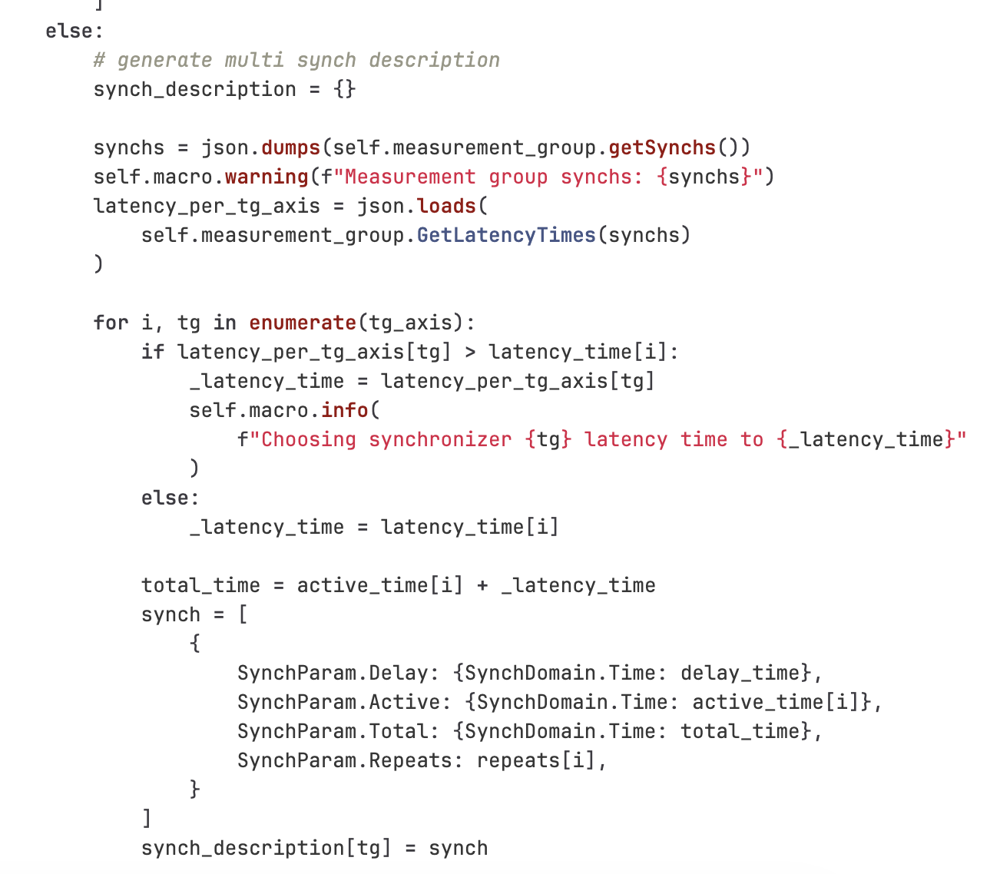 ]
else:
    # generate multi synch description
    synch_description = {}

    synchs = json.dumps(self.measurement_group.getSynchs())
    self.macro.warning(f"Measurement group synchs: {synchs}")
    latency_per_tg_axis = json.loads(
        self.measurement_group.GetLatencyTimes(synchs)
    )

    for i, tg in enumerate(tg_axis):
        if latency_per_tg_axis[tg] > latency_time[i]:
            _latency_time = latency_per_tg_axis[tg]
            self.macro.info(
                f"Choosing synchronizer {tg} latency time to {_latency_time}"
            )
        else:
            _latency_time = latency_time[i]

        total_time = active_time[i] + _latency_time
        synch = [
            {
                SynchParam.Delay: {SynchDomain.Time: delay_time},
                SynchParam.Active: {SynchDomain.Time: active_time[i]},
                SynchParam.Total: {SynchDomain.Time: total_time},
                SynchParam.Repeats: repeats[i],
            }
        ]
        synch_description[tg] = synch